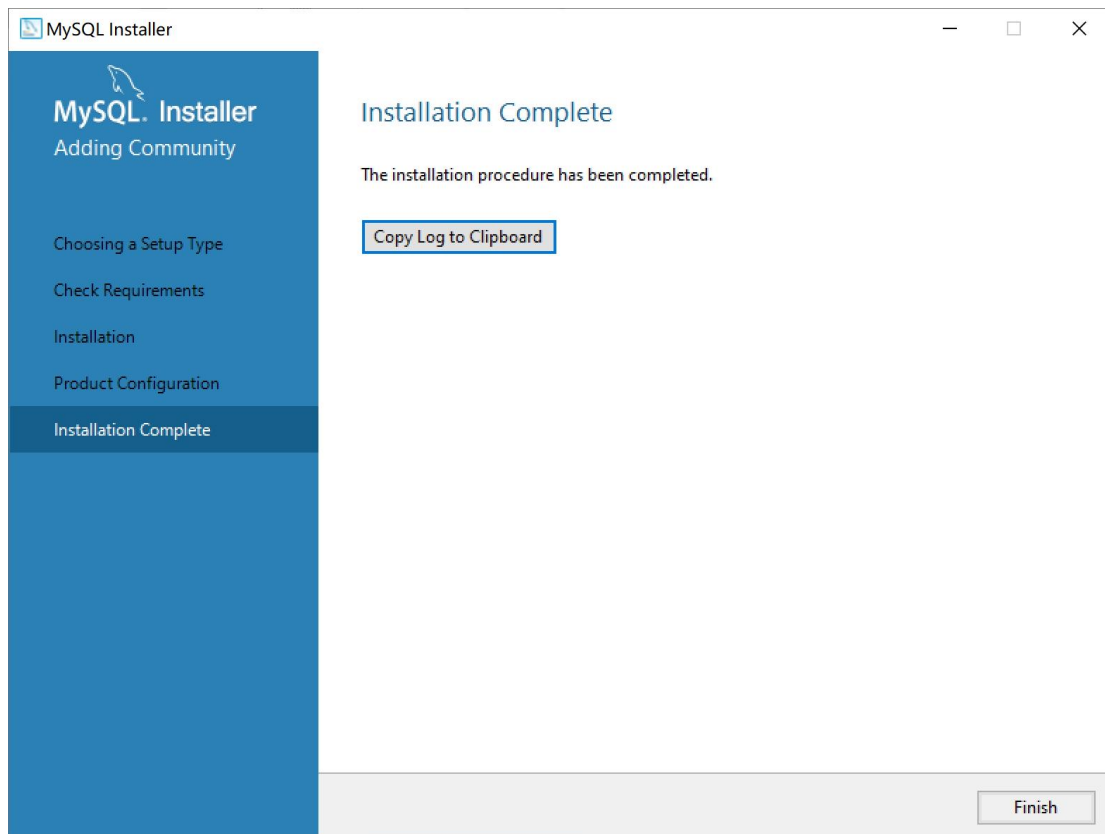 MySQL Installer
MySQL. Installer
Adding Community
Choosing a Setup Type
Check Requirements
Installation
Product Configuration
Installation Complete
Installation Complete
The installation procedure has been completed.
Copy Log to Clipboard
Finish